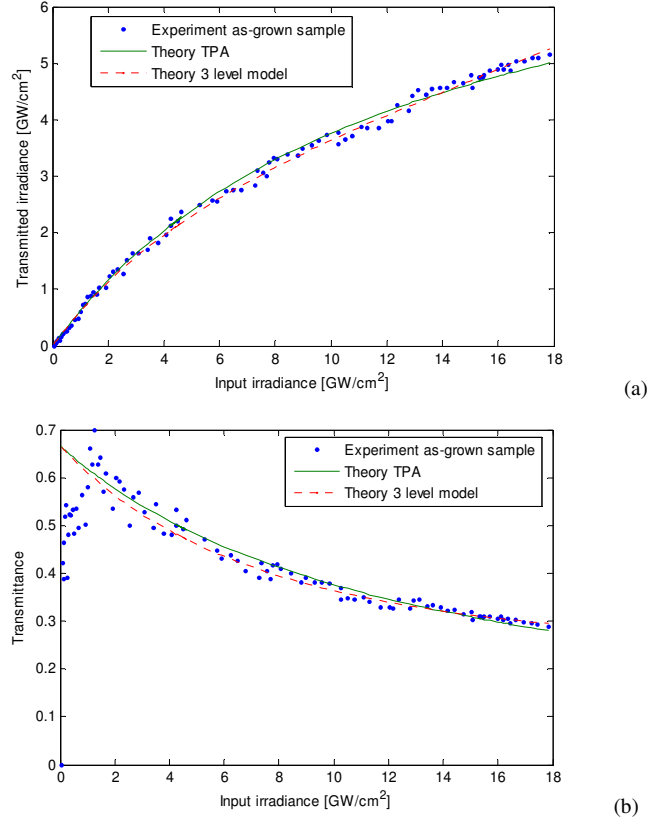 6
5
4
3
2
1
0
Transmitted irradiance [GW/cm²]
Experiment as-grown sample
Theory TPA
Theory 3 level model
0 2 4 6 8 10 12 14 16 18
Input irradiance [GW/cm²]
(a)
0.7
0.6
0.5
0.4
0.3
0.2
0.1
0
Transmittance
Experiment as-grown sample
Theory TPA
Theory 3 level model
0 2 4 6 8 10 12 14 16 18
Input irradiance [GW/cm²]
(b)